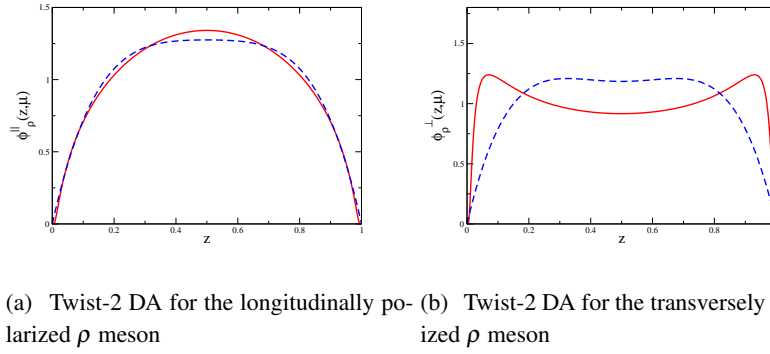 1.5
1
0.5
0
0
0.2
0.4
0.6
0.8
1
z
ϕ_ρ^||(z,μ)
1.5
1
0.5
0
0
0.2
0.4
0.6
0.8
z
ϕ_ρ^⊥(z,μ)
(a) Twist-2 DA for the longitudinally po-
larized ρ meson
(b) Twist-2 DA for the transversely
ized ρ meson